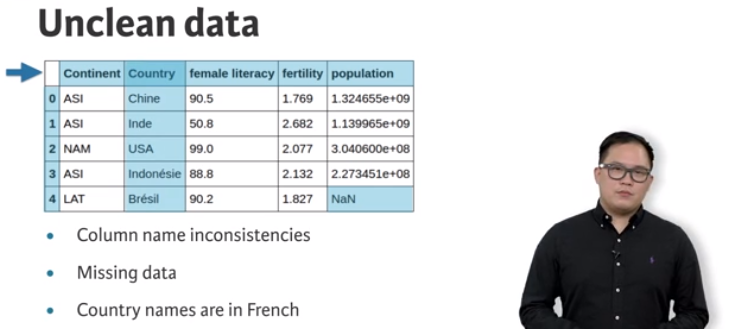 Unclean data
Continent Country female literacy fertility population
0 ASI Chine 90.5 1.769 1.324655e+09
1 ASI Inde 50.8 2.682 1.139965e+09
2 NAM USA 99.0 2.077 3.040600e+08
3 ASI Indonésie 88.8 2.132 2.273451e+08
4 LAT Brésil 90.2 1.827 NaN
• Column name inconsistencies
• Missing data
• Country names are in French